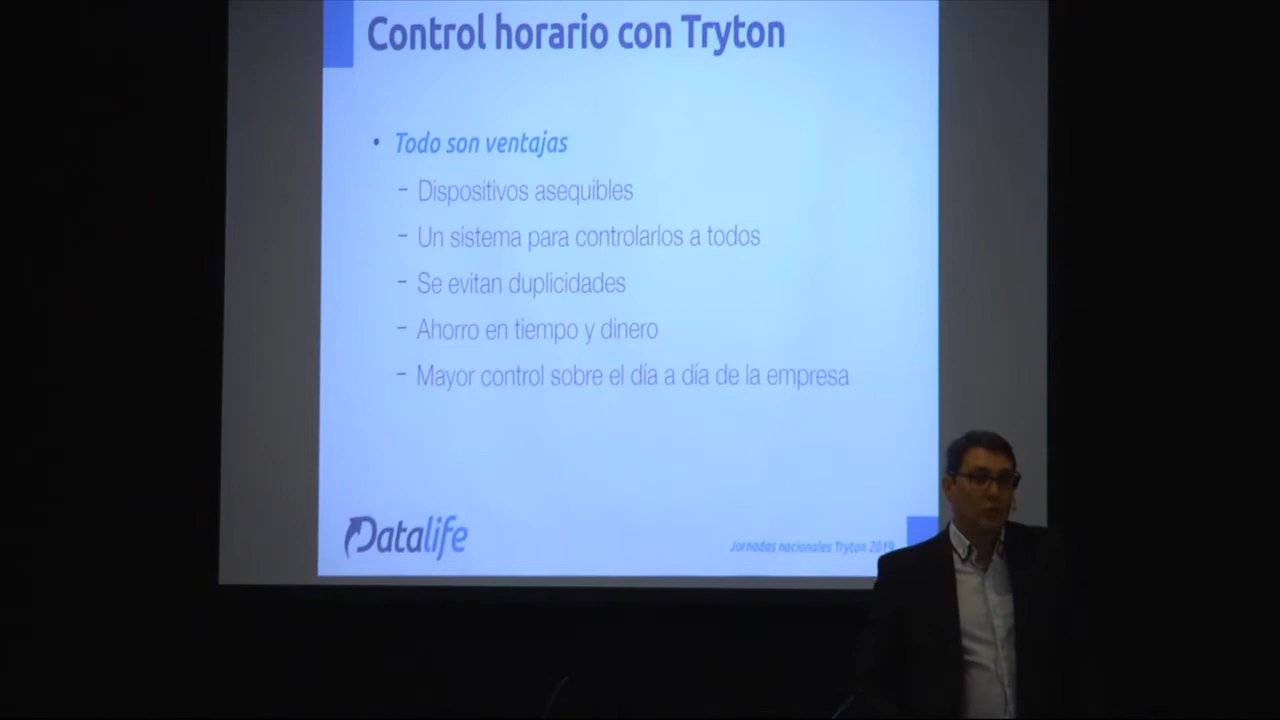 Control horario con Tryton
• Todo son ventajas
– Dispositivos asequibles
– Un sistema para controlarlos a todos
– Se evitan duplicidades
– Ahorro en tiempo y dinero
– Mayor control sobre el día a día de la empresa
Datalife
Jornadas nacionales Tryton 2019